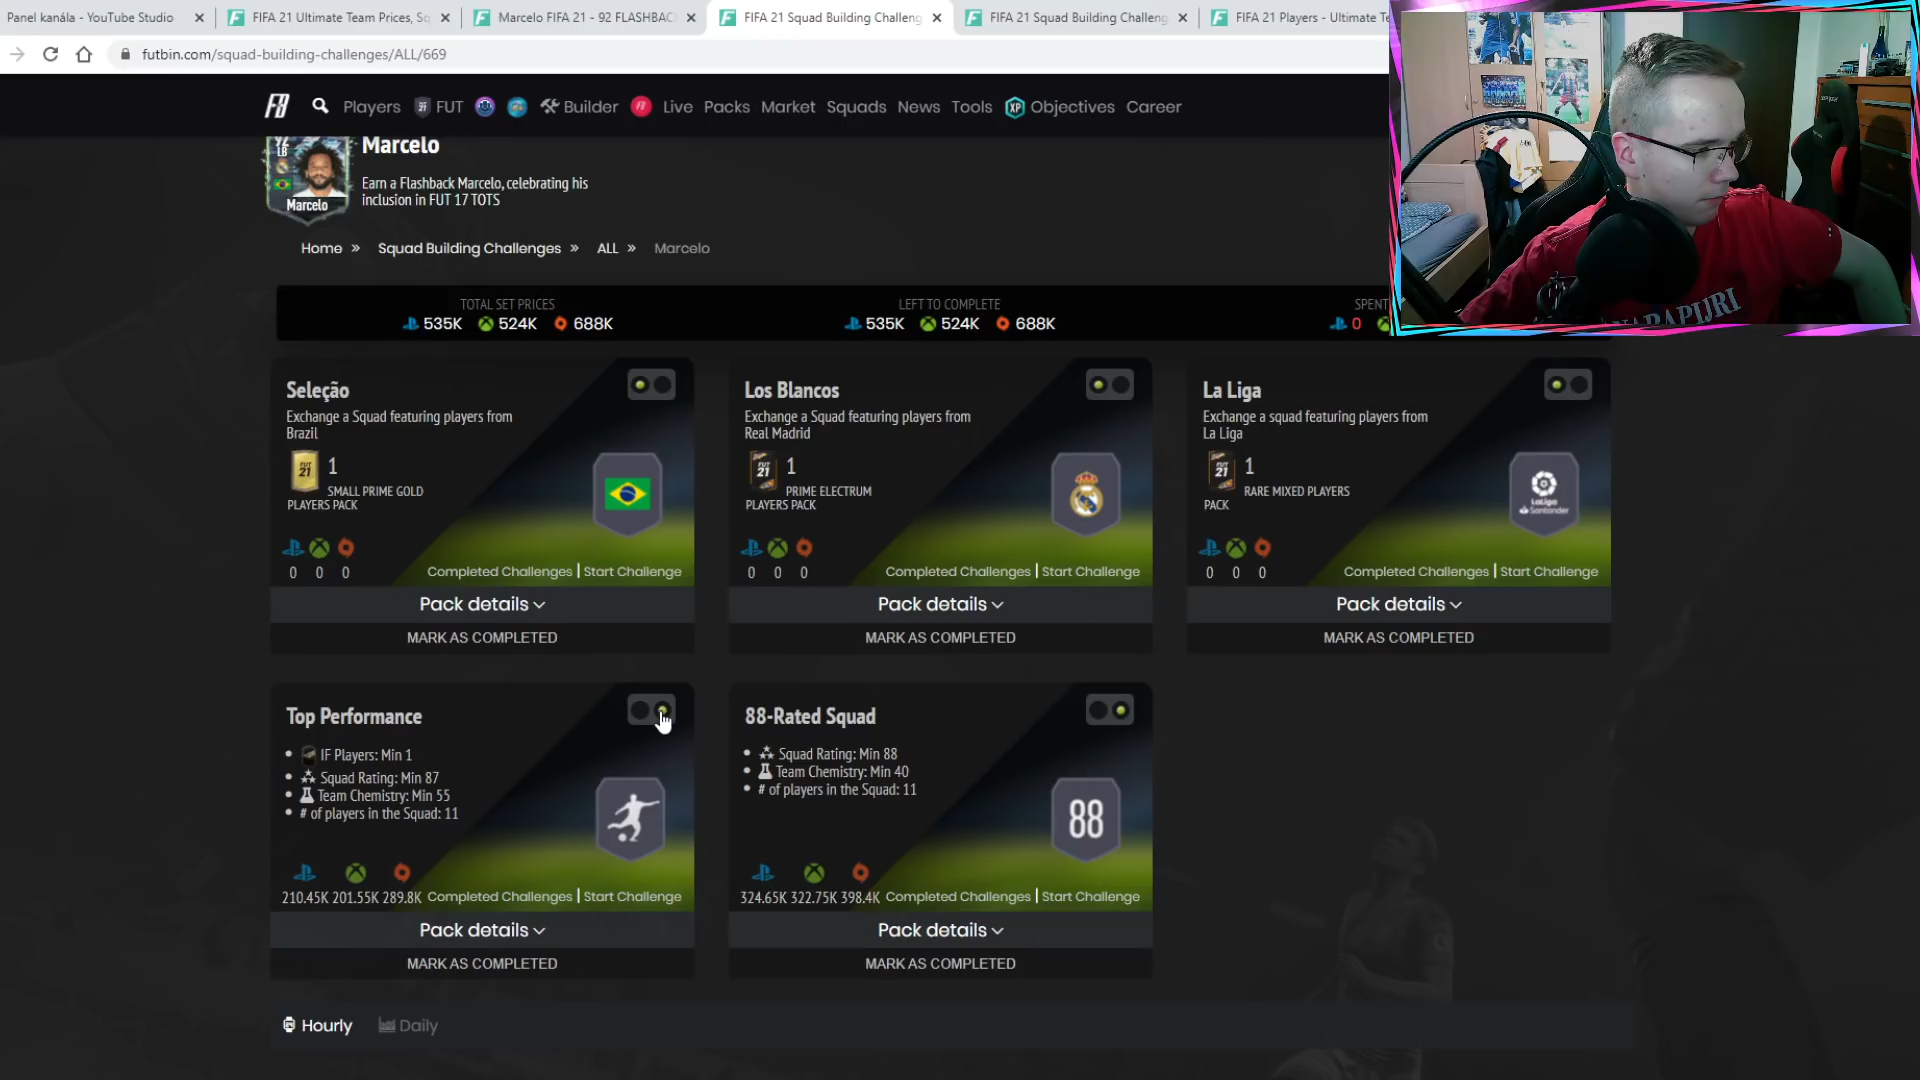 Panel kanála - YouTube Studio
FIFA 21 Ultimate Team Prices, Sq
Marcelo FIFA 21 - 92 FLASHBAC
FIFA 21 Squad Building Challeng
FIFA 21 Squad Building Challeng
FIFA 21 Players - Ultimate Te
futbin.com/squad-building-challenges/ALL/669
Players FUT Builder Live Packs Market Squads News Tools XP Objectives Career
LB
Marcelo
Marcelo
Earn a Flashback Marcelo, celebrating his
inclusion in FUT 17 TOTS
Home » Squad Building Challenges » ALL » Marcelo
TOTAL SET PRICES
535K 524K 688K
LEFT TO COMPLETE
535K 524K 688K
SPENT
0
Seleção
Exchange a Squad featuring players from
Brazil
FUT
21
1
SMALL PRIME GOLD
PLAYERS PACK
0 0 0
Completed Challenges | Start Challenge
Pack details
MARK AS COMPLETED
Los Blancos
Exchange a Squad featuring players from
Real Madrid
FUT
21
1
PRIME ELECTRUM
PLAYERS PACK
0 0 0
Completed Challenges | Start Challenge
Pack details
MARK AS COMPLETED
La Liga
Exchange a squad featuring players from
La Liga
FUT
21
1
RARE MIXED PLAYERS
PACK
LaLiga
Santander
0 0 0
Completed Challenges | Start Challenge
Pack details
MARK AS COMPLETED
Top Performance
IF Players: Min 1
Squad Rating: Min 87
Team Chemistry: Min 55
# of players in the Squad: 11
210.45K 201.55K 289.8K
Completed Challenges | Start Challenge
Pack details
MARK AS COMPLETED
88-Rated Squad
Squad Rating: Min 88
Team Chemistry: Min 40
# of players in the Squad: 11
88
324.65K 322.75K 398.4K
Completed Challenges | Start Challenge
Pack details
MARK AS COMPLETED
Hourly Daily